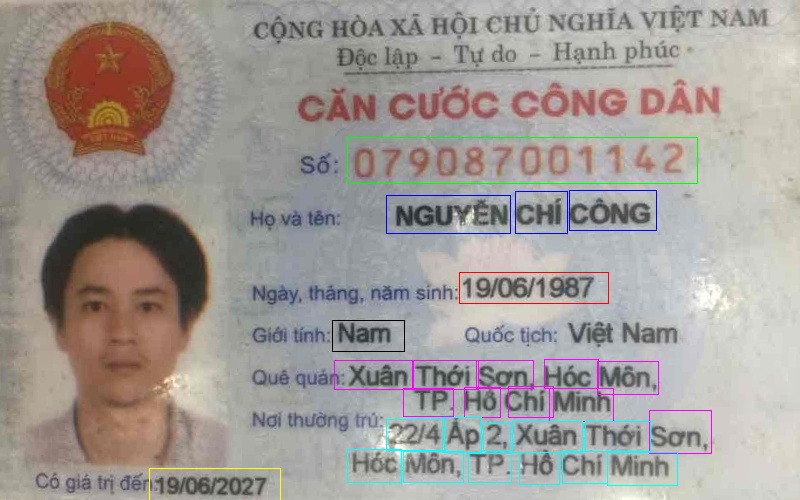 CỘNG HÒA XÃ HỘI CHỦ NGHĨA VIỆT NAM
Độc lập - Tự do - Hạnh phúc
CĂN CƯỚC CÔNG DÂN
Số: 079087001142
Họ và tên: NGUYỄN CHÍ CÔNG
Ngày, tháng, năm sinh: 19/06/1987
Giới tính: Nam Quốc tịch: Việt Nam
Quê quán: Xuân Thới Sơn, Hóc Môn,
TP. Hồ Chí Minh
Nơi thường trú: 22/4 Ấp 2, Xuân Thới Sơn,
Hóc Môn, TP. Hồ Chí Minh
Có giá trị đến: 19/06/2027